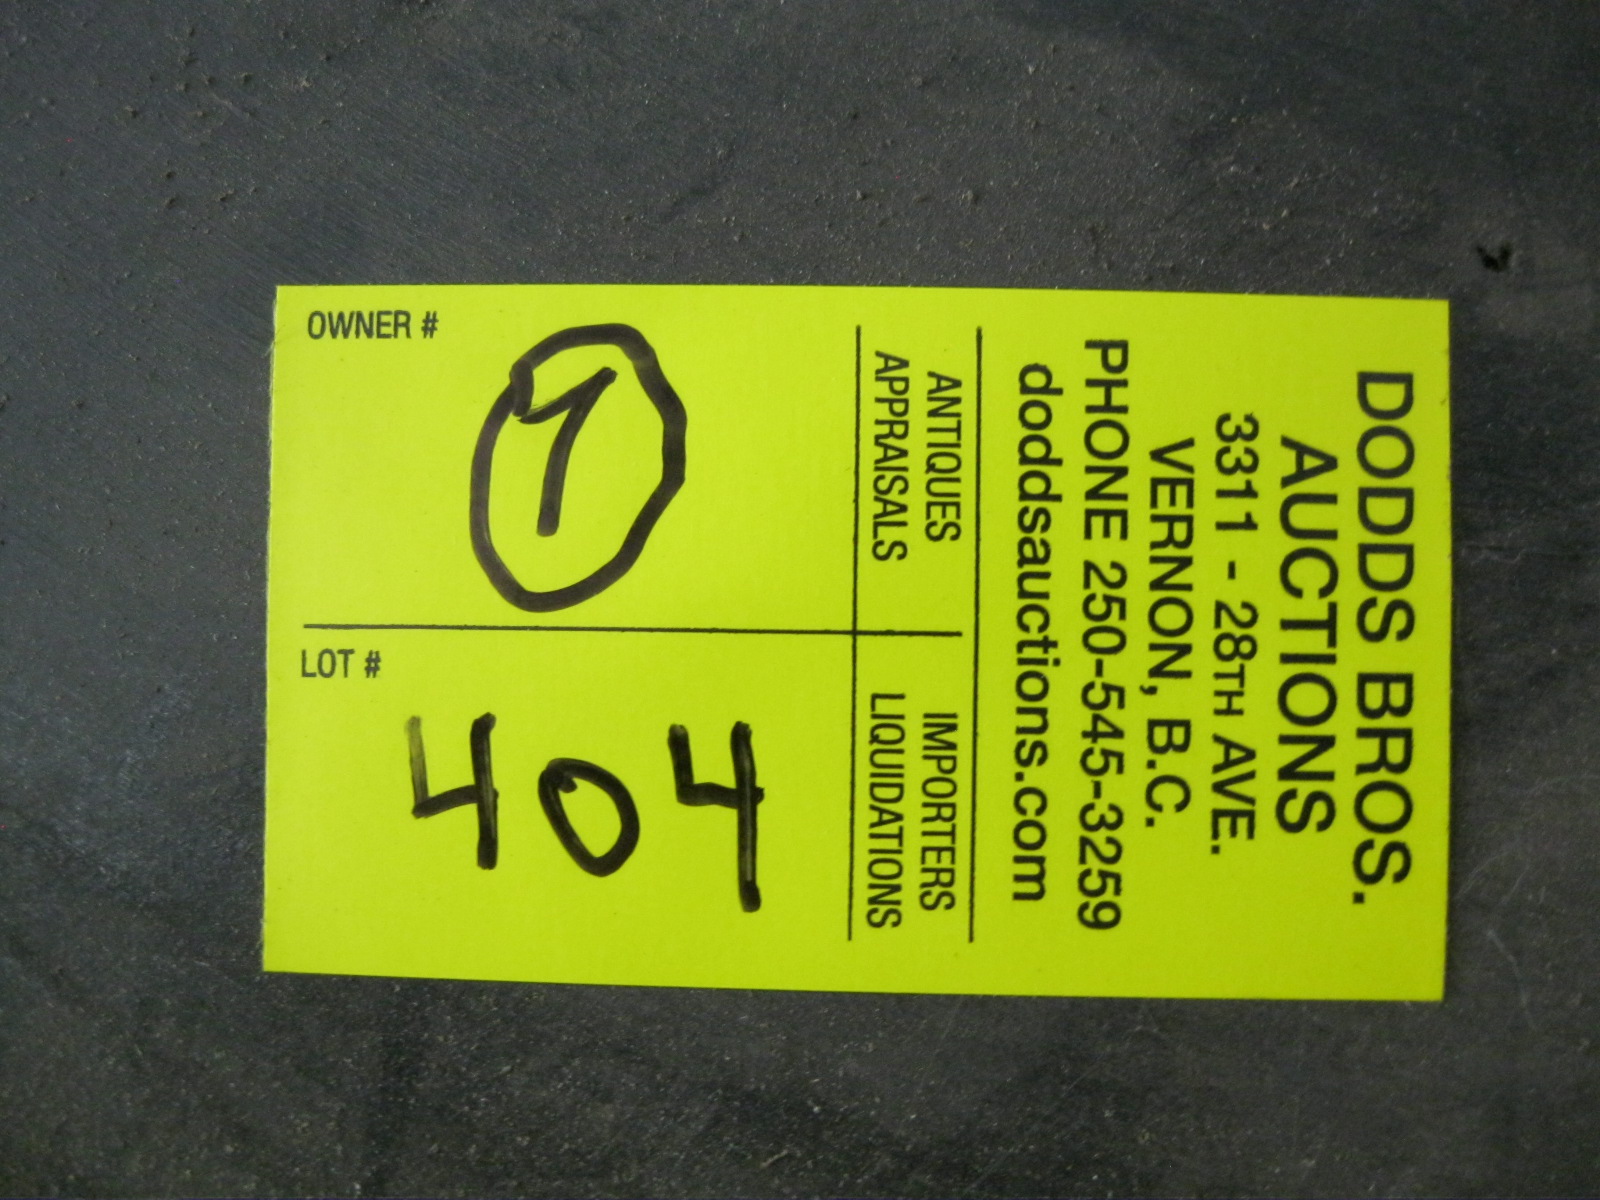 DODDS BROS.
AUCTIONS
3311 - 28TH AVE.
VERNON, B.C.
PHONE 250-545-3259
doddsauctions.com
ANTIQUES
APPRAISALS
IMPORTERS
LIQUIDATIONS
OWNER #
1
LOT #
404